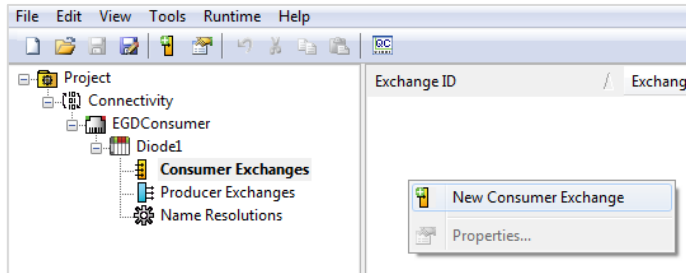 File Edit View Tools Runtime Help
QC
Project
Exchange ID / Exchang
Connectivity
EGDConsumer
Diode1
Consumer Exchanges
Producer Exchanges
Name Resolutions
New Consumer Exchange
Properties...